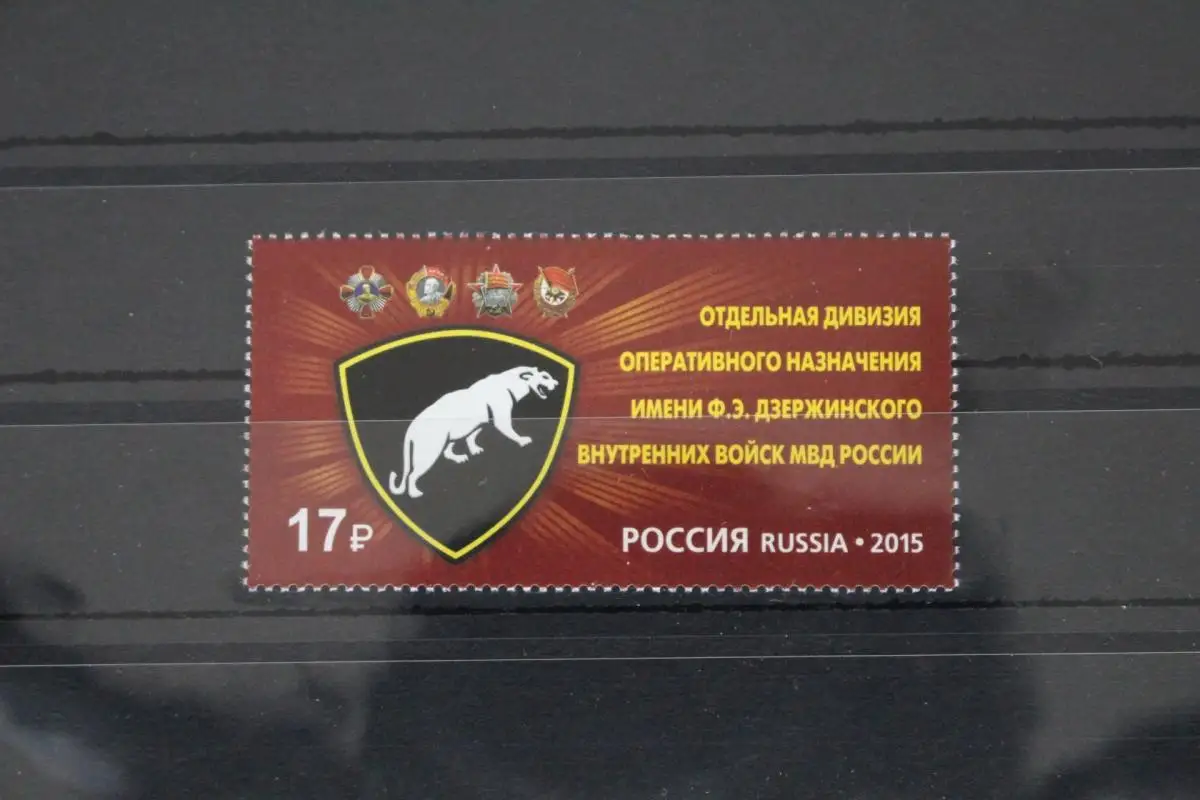 ОТДЕЛЬНАЯ ДИВИЗИЯ
ОПЕРАТИВНОГО НАЗНАЧЕНИЯ
ИМЕНИ Ф.Э. ДЗЕРЖИНСКОГО
ВНУТРЕННИХ ВОЙСК МВД РОССИИ
17₽
РОССИЯ RUSSIA • 2015